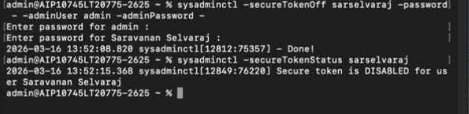 [admin@AIP10745LT20775-2625 ~ % sysadminctl -secureTokenOff sarselvaraj -password]
 - -adminUser admin -adminPassword -
[Enter password for admin :
[Enter password for Saravanan Selvaraj :
2026-03-16 13:52:08.820 sysadminctl[12812:75357] - Done!
[admin@AIP10745LT20775-2625 ~ % sysadminctl -secureTokenStatus sarselvaraj ]
2026-03-16 13:52:15.368 sysadminctl[12849:76220] Secure token is DISABLED for us
er Saravanan Selvaraj
admin@AIP10745LT20775-2625 ~ %